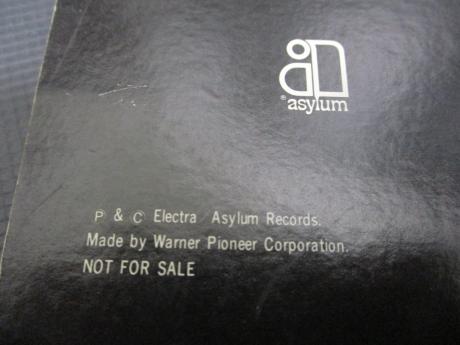 ® asylum
Ⓟ & Ⓒ Electra / Asylum Records.
Made by Warner Pioneer Corporation.
NOT FOR SALE